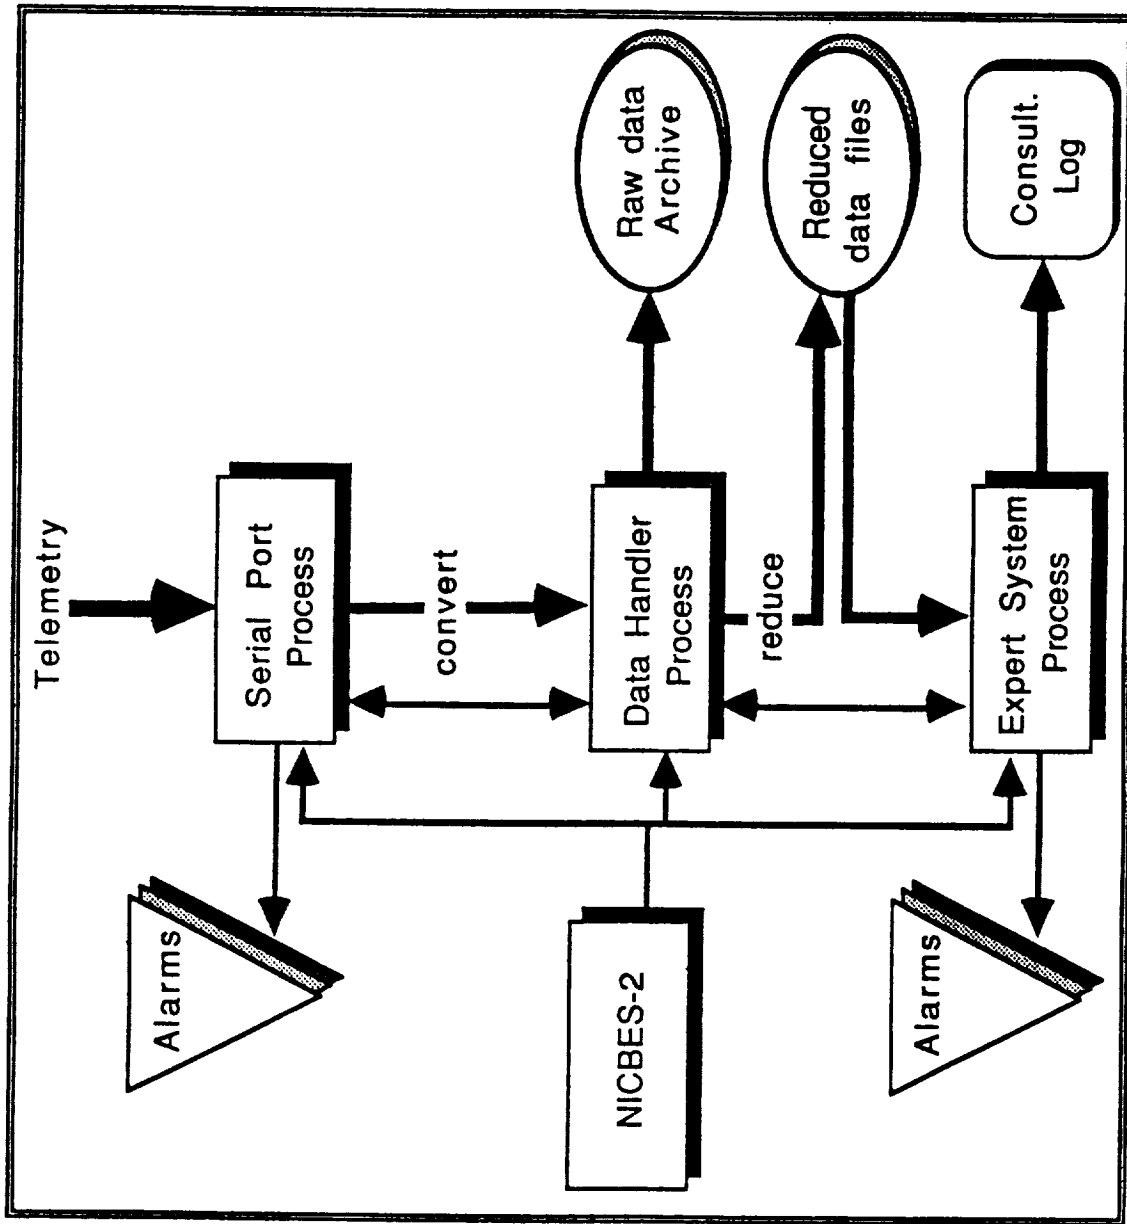 Telemetry
Serial Port
Process
Alarms
convert
Raw data
Archive
Data Handler
Process
NICBES-2
reduce
Reduced
data files
Consult.
Log
Expert System
Process
Alarms